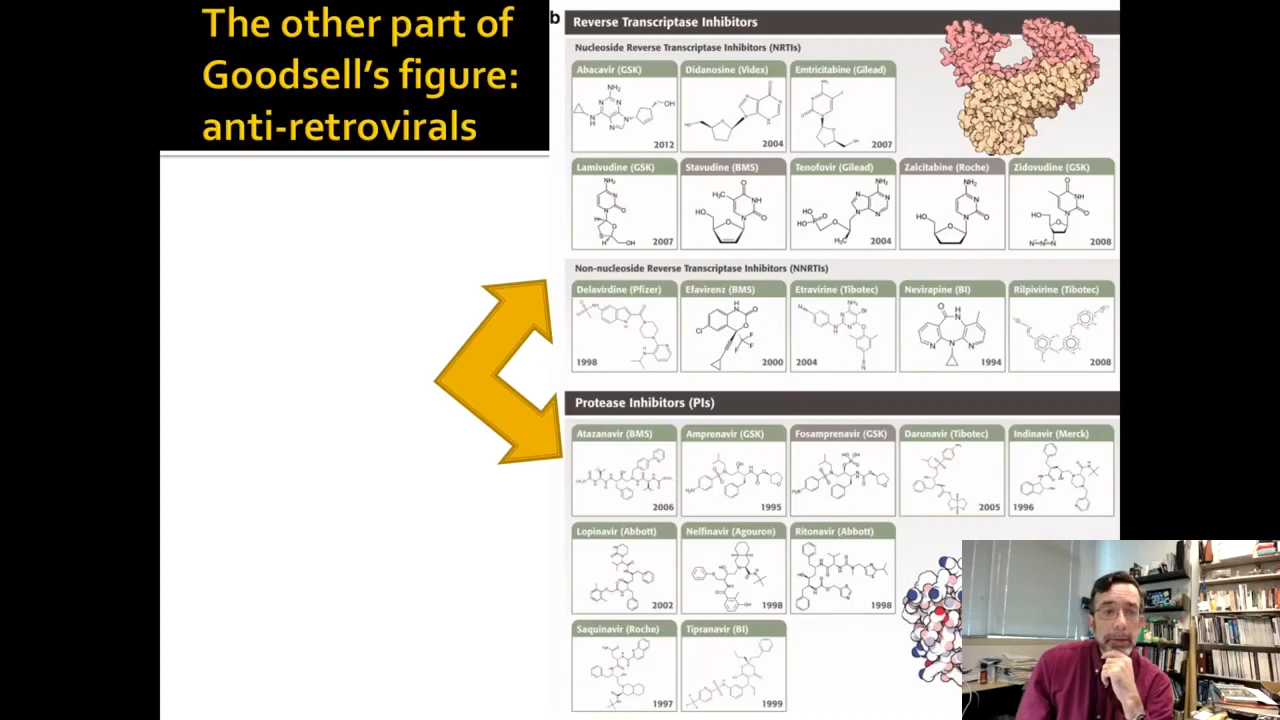 The other part of
Goodsell's figure:
anti-retrovirals
b
Reverse Transcriptase Inhibitors
Nucleoside Reverse Transcriptase Inhibitors (NRTIs)
Abacavir (GSK) Didanosine (Videx) Emtricitabine (Gilead)
2012 2004 2007
Lamivudine (GSK) Stavudine (BMS) Tenofovir (Gilead) Zalcitabine (Roche) Zidovudine (GSK)
2007 2004 2008
Non-nucleoside Reverse Transcriptase Inhibitors (NNRTIs)
Delavirdine (Pfizer) Efavirenz (BMS) Etravirine (Tibotec) Nevirapine (BI) Rilpivirine (Tibotec)
1998 2000 2004 1994 2008
Protease Inhibitors (PIs)
Atazanavir (BMS) Amprenavir (GSK) Fosamprenavir (GSK) Darunavir (Tibotec) Indinavir (Merck)
2006 1995 2005 1996
Lopinavir (Abbott) Nelfinavir (Agouron) Ritonavir (Abbott)
2002 1998 1998
Saquinavir (Roche) Tipranavir (BI)
1997 1999